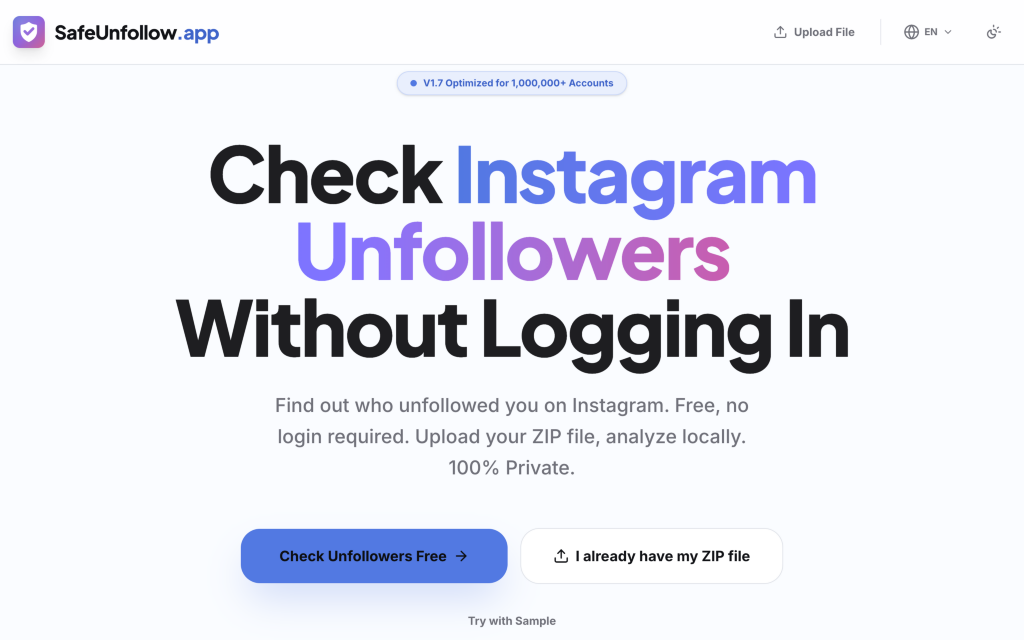 SafeUnfollow.app
Upload File
EN
V1.7 Optimized for 1,000,000+ Accounts
Check Instagram
Unfollowers
Without Logging In
Find out who unfollowed you on Instagram. Free, no
login required. Upload your ZIP file, analyze locally.
100% Private.
Check Unfollowers Free →
I already have my ZIP file
Try with Sample